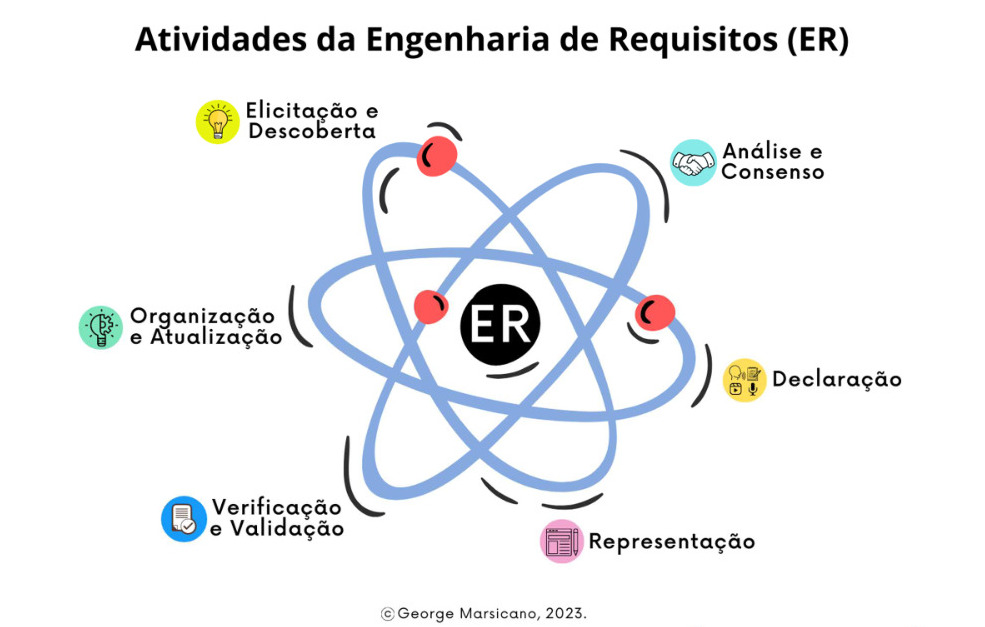 Atividades da Engenharia de Requisitos (ER)
Elicitação e
Descoberta
Análise e
Consenso
ER
Organização
e Atualização
Declaração
Verificação
e Validação
Representação
©George Marsicano, 2023.